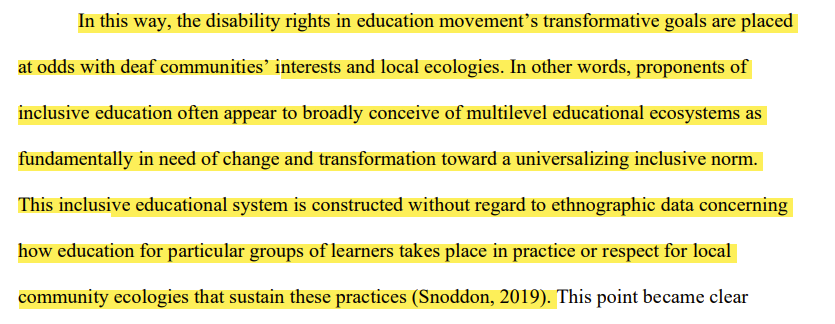 In this way, the disability rights in education movement’s transformative goals are placed
at odds with deaf communities’ interests and local ecologies. In other words, proponents of
inclusive education often appear to broadly conceive of multilevel educational ecosystems as
fundamentally in need of change and transformation toward a universalizing inclusive norm.
This inclusive educational system is constructed without regard to ethnographic data concerning
how education for particular groups of learners takes place in practice or respect for local
community ecologies that sustain these practices (Snoddon, 2019). This point became clear